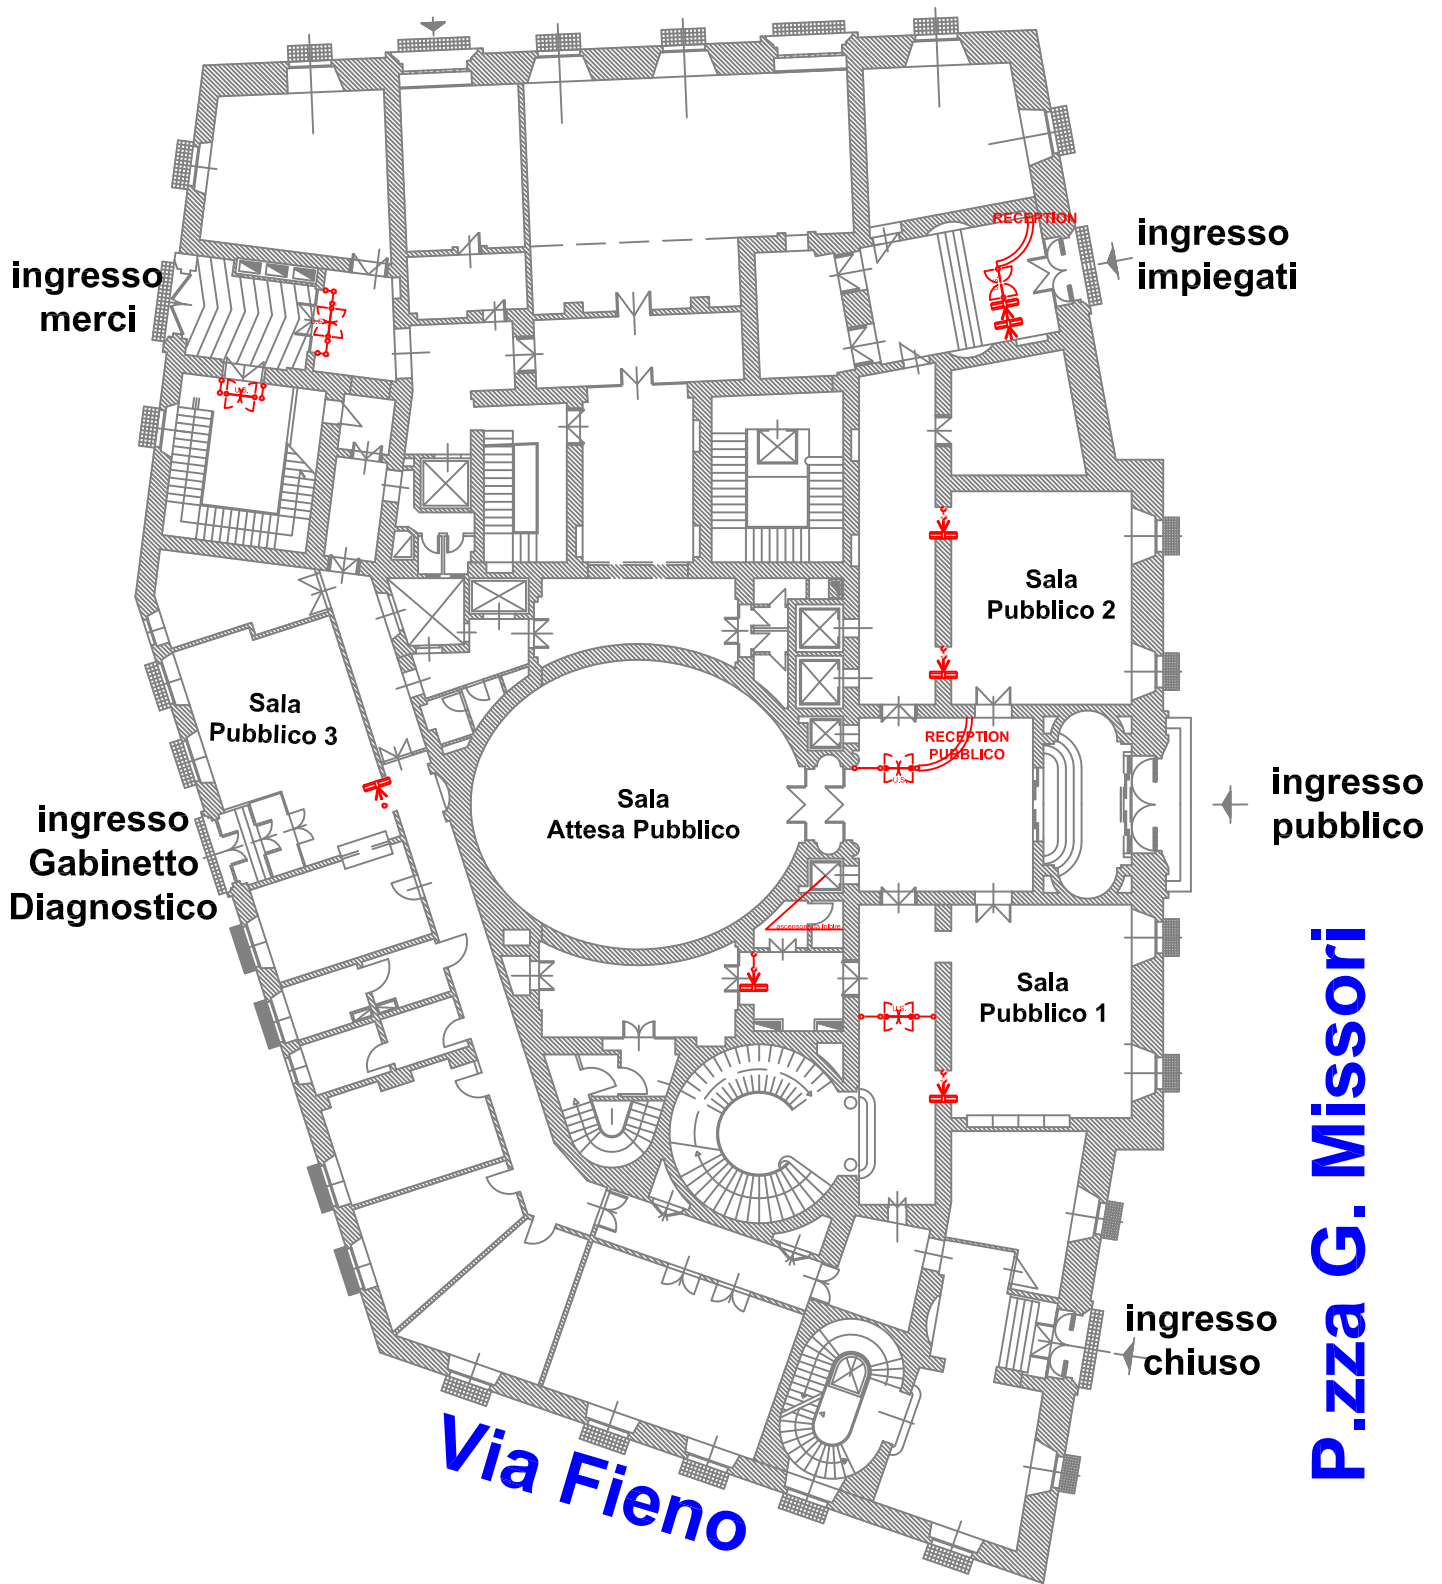 RECEPTION
ingresso
impiegati
ingresso
merci
U.S.
U.S.
Sala
Pubblico 2
Sala
Pubblico 3
RECEPTION
PUBBLICO
U.S.
Sala
Attesa Pubblico
ingresso
pubblico
ingresso
Gabinetto
Diagnostico
Sala
Pubblico 1
U.S.
P.zza G. Missori
ingresso
chiuso
Via Fieno